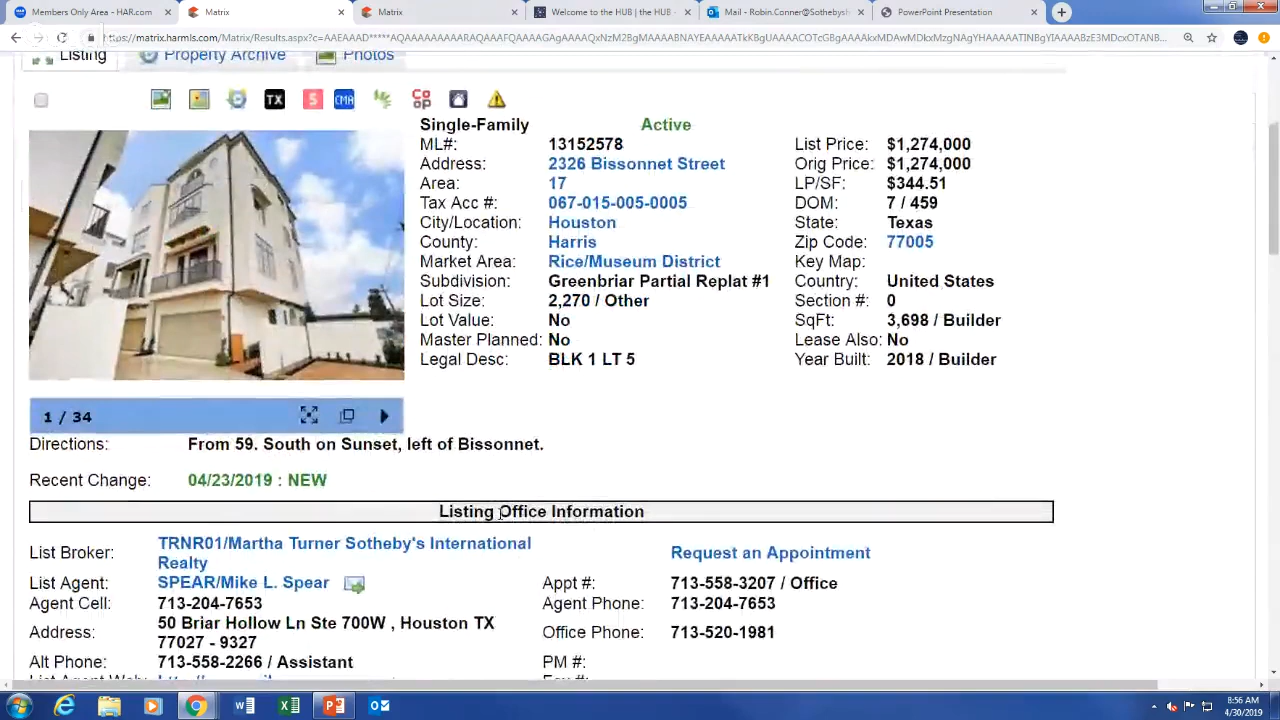 Members Only Area - HAR.com
Matrix
Matrix
Welcome to the HUB | the HUB -
Mail - Robin.Conner@Sothebysh
PowerPoint Presentation
Listing
Property Archive
Photos
TX
S
CMA
Single-Family Active
ML#: 13152578 List Price: $1,274,000
Address: 2326 Bissonnet Street Orig Price: $1,274,000
Area: 17 LP/SF: $344.51
Tax Acc #: 067-015-005-0005 DOM: 7 / 459
City/Location: Houston State: Texas
County: Harris Zip Code: 77005
Market Area: Rice/Museum District Key Map:
Subdivision: Greenbriar Partial Replat #1 Country: United States
Lot Size: 2,270 / Other Section #: 0
Lot Value: No SqFt: 3,698 / Builder
Master Planned: No Lease Also: No
Legal Desc: BLK 1 LT 5 Year Built: 2018 / Builder
1 / 34
Directions: From 59. South on Sunset, left of Bissonnet.
Recent Change: 04/23/2019 : NEW
Listing Office Information
List Broker: TRNR01/Martha Turner Sotheby's International Realty
Request an Appointment
List Agent: SPEAR/Mike L. Spear Appt #: 713-558-3207 / Office
Agent Cell: 713-204-7653 Agent Phone: 713-204-7653
Address: 50 Briar Hollow Ln Ste 700W , Houston TX 77027 - 9327 Office Phone: 713-520-1981
Alt Phone: 713-558-2266 / Assistant PM #:
8:56 AM
4/30/2019